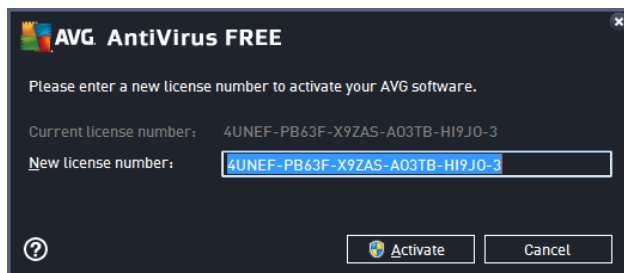 AVG. AntiVirus FREE
Please enter a new license number to activate your AVG software.
Current license number: 4UNEF-PB63F-X9ZAS-A03TB-HI9J0-3
New license number: 4UNEF-PB63F-X9ZAS-A03TB-HI9J0-3
? Activate Cancel